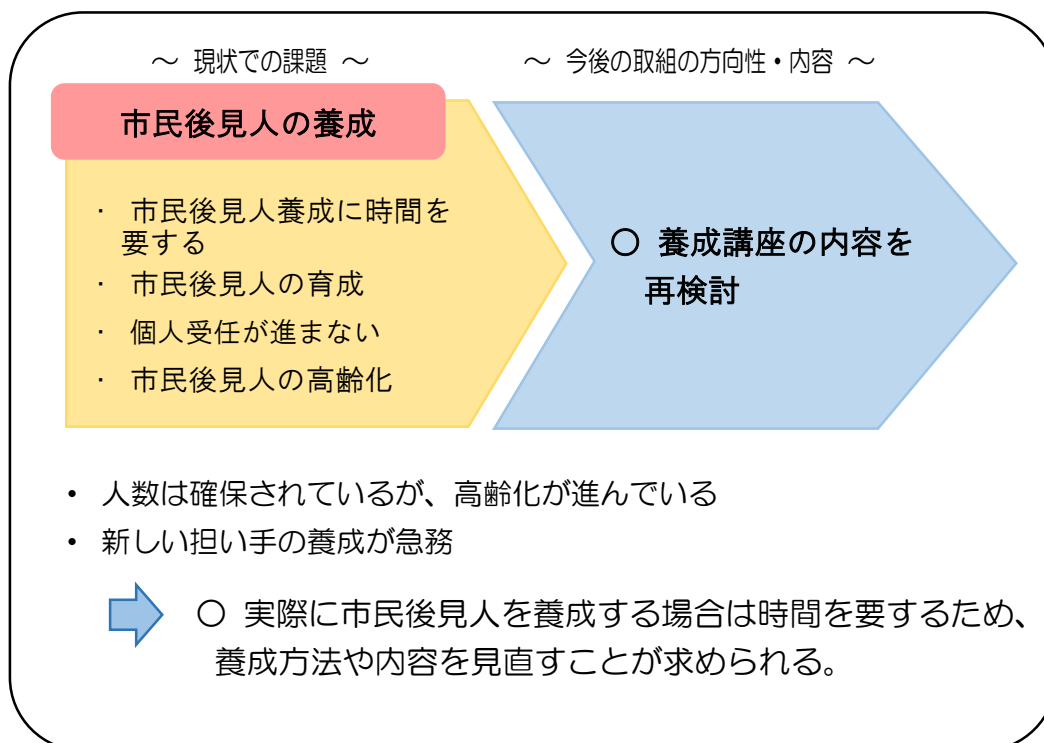 ～ 現状での課題 ～
～ 今後の取組の方向性・内容 ～
市民後見人の養成
・ 市民後見人養成に時間を
要する
・ 市民後見人の育成
・ 個人受任が進まない
・ 市民後見人の高齢化
〇 養成講座の内容を
再検討
• 人数は確保されているが、高齢化が進んでいる
• 新しい担い手の養成が急務
〇 実際に市民後見人を養成する場合は時間を要するため、
養成方法や内容を見直すことが求められる。